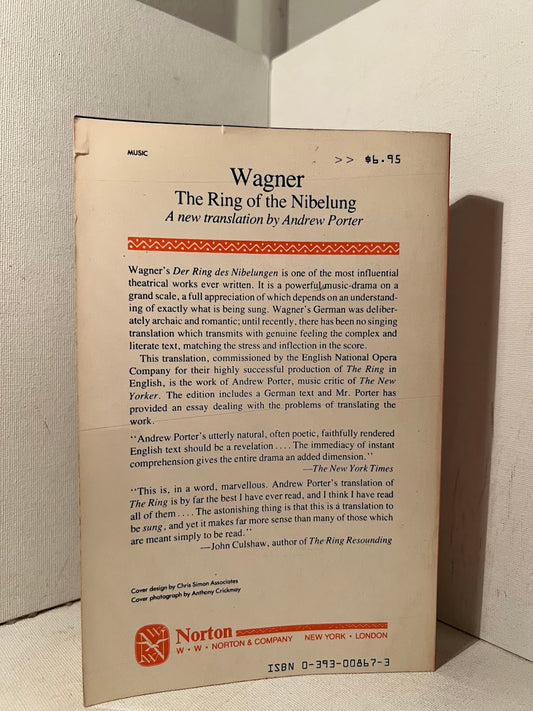 MUSIC
>> $6.95
Wagner
The Ring of the Nibelung
A new translation by Andrew Porter
Wagner's Der Ring des Nibelungen is one of the most influential
theatrical works ever written. It is a powerful music-drama on a
grand scale, a full appreciation of which depends on an understand-
ing of exactly what is being sung. Wagner's German was deliber-
ately archaic and romantic; until recently, there has been no singing
translation which transmits with genuine feeling the complex and
literate text, matching the stress and inflection in the score.
This translation, commissioned by the English National Opera
Company for their highly successful production of The Ring in
English, is the work of Andrew Porter, music critic of The New
Yorker. The edition includes a German text and Mr. Porter has
provided an essay dealing with the problems of translating the
work.
"Andrew Porter's utterly natural, often poetic, faithfully rendered
English text should be a revelation .... The immediacy of instant
comprehension gives the entire drama an added dimension."
—The New York Times
"This is, in a word, marvellous. Andrew Porter's translation of
The Ring is by far the best I have ever read, and I think I have read
all of them .... The astonishing thing is that this is a translation to
be sung, and yet it makes far more sense than many of those which
are meant simply to be read."
—John Culshaw, author of The Ring Resounding
Cover design by Chris Simon Associates
Cover photograph by Anthony Crickmay
Norton
W • W • NORTON & COMPANY NEW YORK • LONDON
ISBN 0-393-00867-3